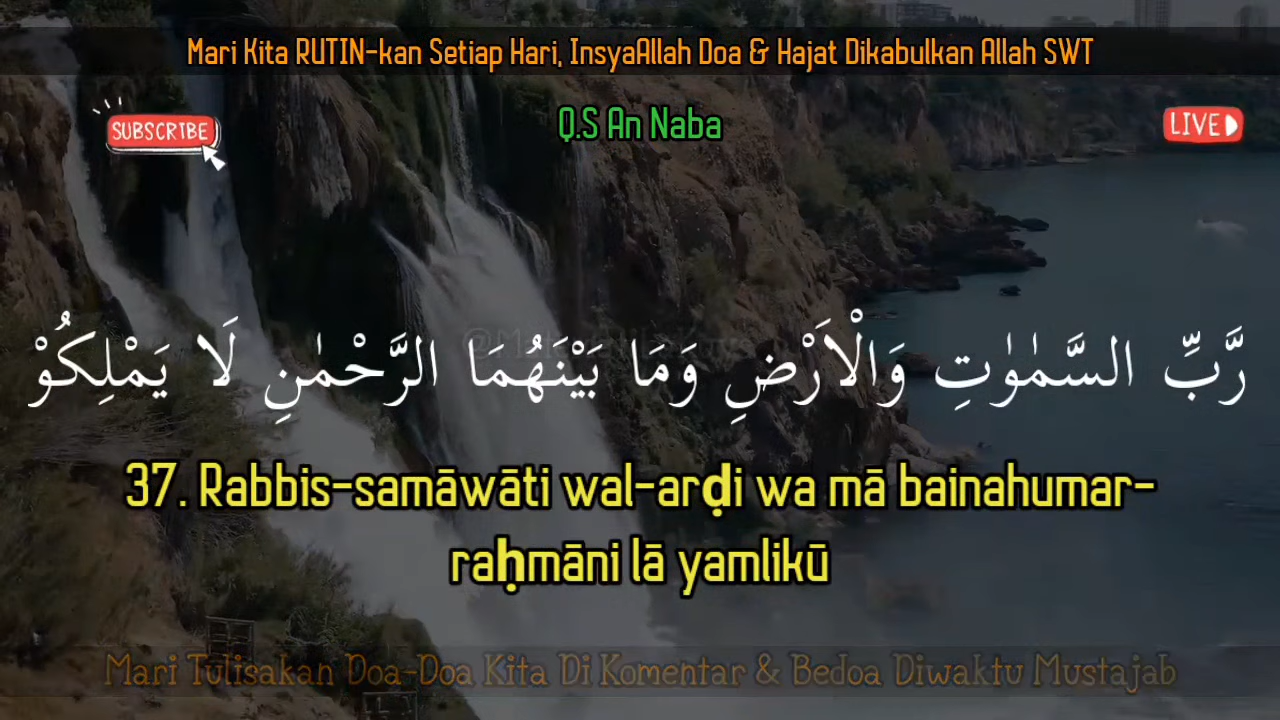 Mari Kita RUTIN-kan Setiap Hari, InsyaAllah Doa & Hajat Dikabulkan Allah SWT
SUBSCRIBE
Q.S An Naba
LIVE
رَّبِّ السَّمٰوٰتِ وَالْاَرْضِ وَمَا بَيْنَهُمَا الرَّحْمٰنِ لَا يَمْلِكُوْ
37. Rabbis-samāwāti wal-arḍi wa mā bainahumar-
raḥmāni lā yamlikū
Mari Tulisakan Doa-Doa Kita Di Komentar & Bedoa Diwaktu Mustajab